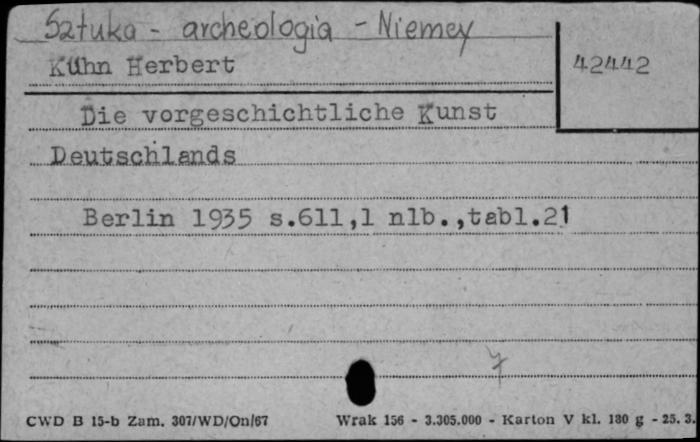 Sztuka - archeologia - Niemcy
Kühn Herbert
42442
Die vorgeschichtliche Kunst
Deutschlands
Berlin 1935 s.611,1 nlb.,tabl.21
CWD B 15-b Zam. 307/WD/On/67
Wrak 156 - 3.305.000 - Karton V kl. 180 g - 25. 3.